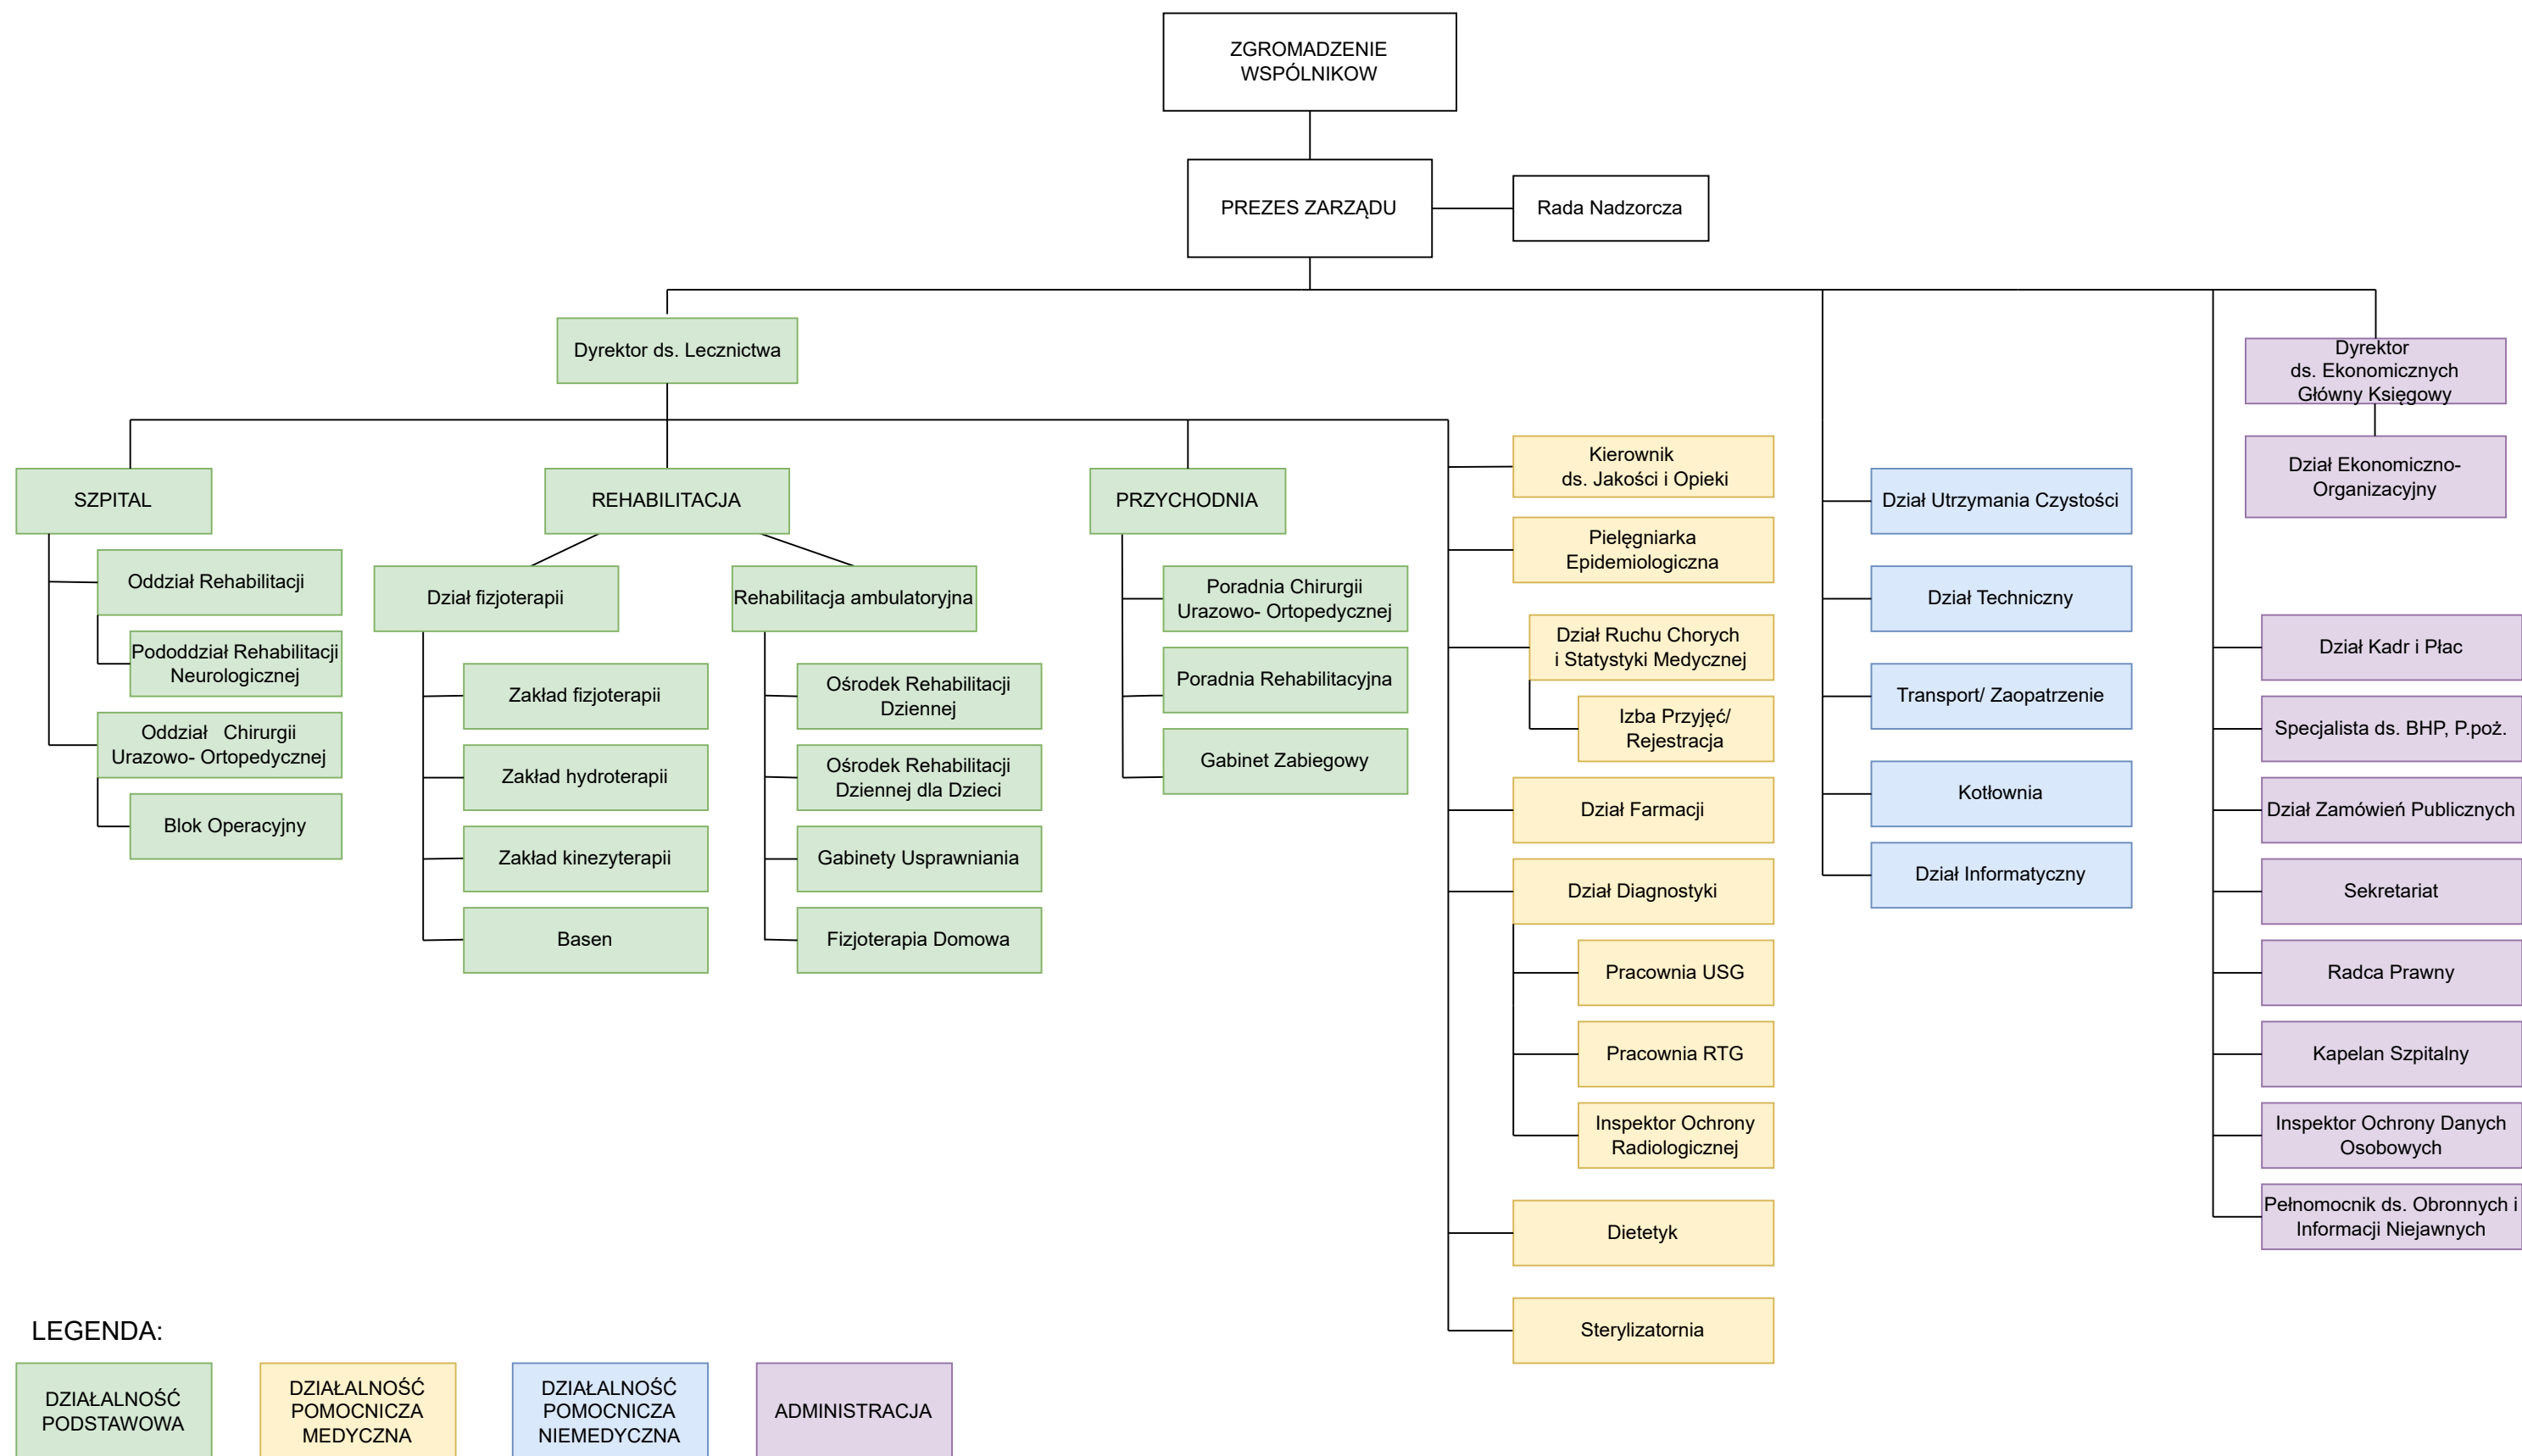 ZGROMADZENIE
WSPÓLNIKOW
PREZES ZARZĄDU
Rada Nadzorcza
Dyrektor ds. Lecznictwa
Dyrektor
ds. Ekonomicznych
Główny Księgowy
Dział Ekonomiczno-
Organizacyjny
SZPITAL
Oddział Rehabilitacji
Pododdział Rehabilitacji
Neurologicznej
Oddział Chirurgii
Urazowo- Ortopedycznej
Blok Operacyjny
REHABILITACJA
Dział fizjoterapii
Zakład fizjoterapii
Zakład hydroterapii
Zakład kinezyterapii
Basen
Rehabilitacja ambulatoryjna
Ośrodek Rehabilitacji
Dziennej
Ośrodek Rehabilitacji
Dziennej dla Dzieci
Gabinety Usprawniania
Fizjoterapia Domowa
PRZYCHODNIA
Poradnia Chirurgii
Urazowo- Ortopedycznej
Poradnia Rehabilitacyjna
Gabinet Zabiegowy
Kierownik
ds. Jakości i Opieki
Pielęgniarka
Epidemiologiczna
Dział Ruchu Chorych
i Statystyki Medycznej
Izba Przyjęć/
Rejestracja
Dział Farmacji
Dział Diagnostyki
Pracownia USG
Pracownia RTG
Inspektor Ochrony
Radiologicznej
Dietetyk
Sterylizatornia
Dział Utrzymania Czystości
Dział Techniczny
Transport/ Zaopatrzenie
Kotłownia
Dział Informatyczny
Dział Kadr i Płac
Specjalista ds. BHP, P.poż.
Dział Zamówień Publicznych
Sekretariat
Radca Prawny
Kapelan Szpitalny
Inspektor Ochrony Danych
Osobowych
Pełnomocnik ds. Obronnych i
Informacji Niejawnych
LEGENDA:
DZIAŁALNOŚĆ
PODSTAWOWA
DZIAŁALNOŚĆ
POMOCNICZA
MEDYCZNA
DZIAŁALNOŚĆ
POMOCNICZA
NIEMEDYCZNA
ADMINISTRACJA